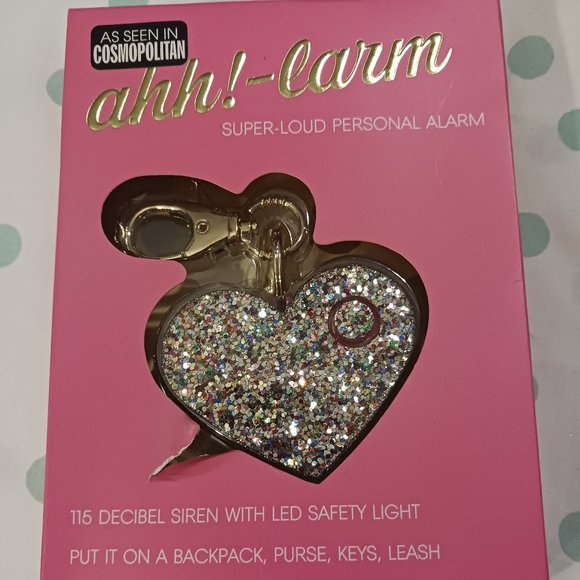 AS SEEN IN
COSMOPOLITAN
ahh!-larm
SUPER-LOUD PERSONAL ALARM
115 DECIBEL SIREN WITH LED SAFETY LIGHT
PUT IT ON A BACKPACK, PURSE, KEYS, LEASH